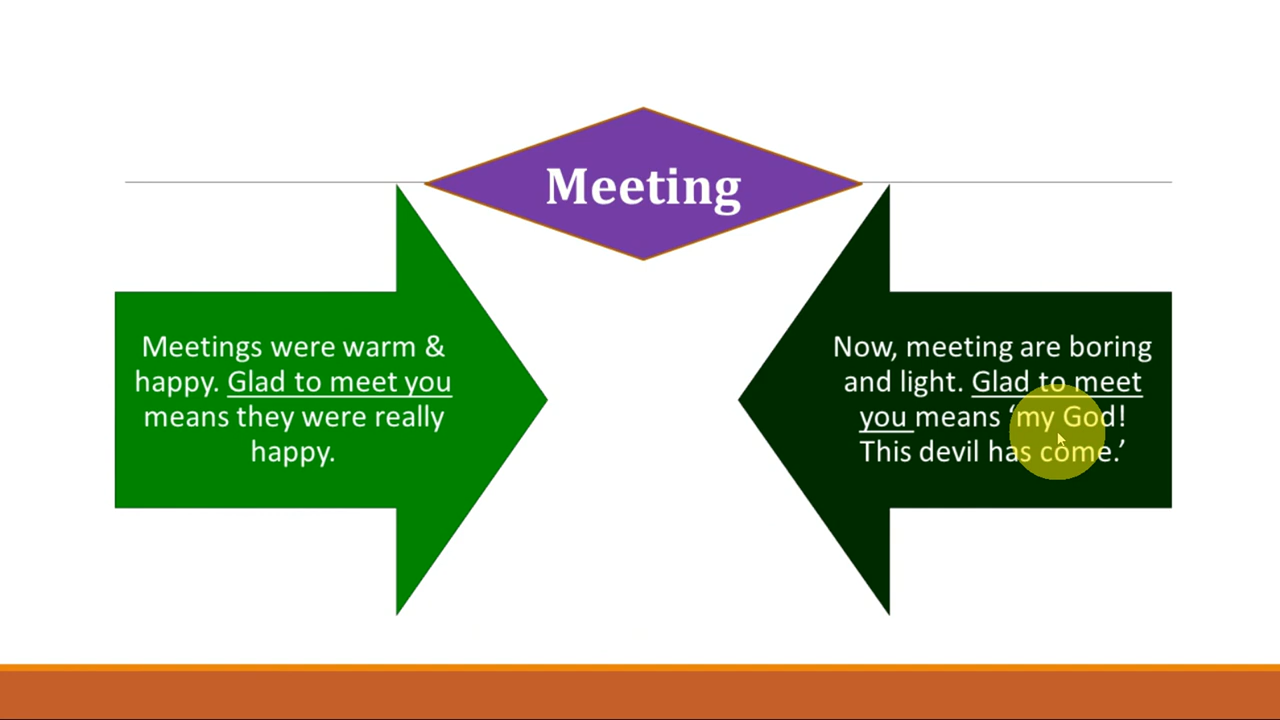 Meeting
Meetings were warm &
happy. Glad to meet you
means they were really
happy.
Now, meeting are boring
and light. Glad to meet
you means ‘my God!
This devil has come.’